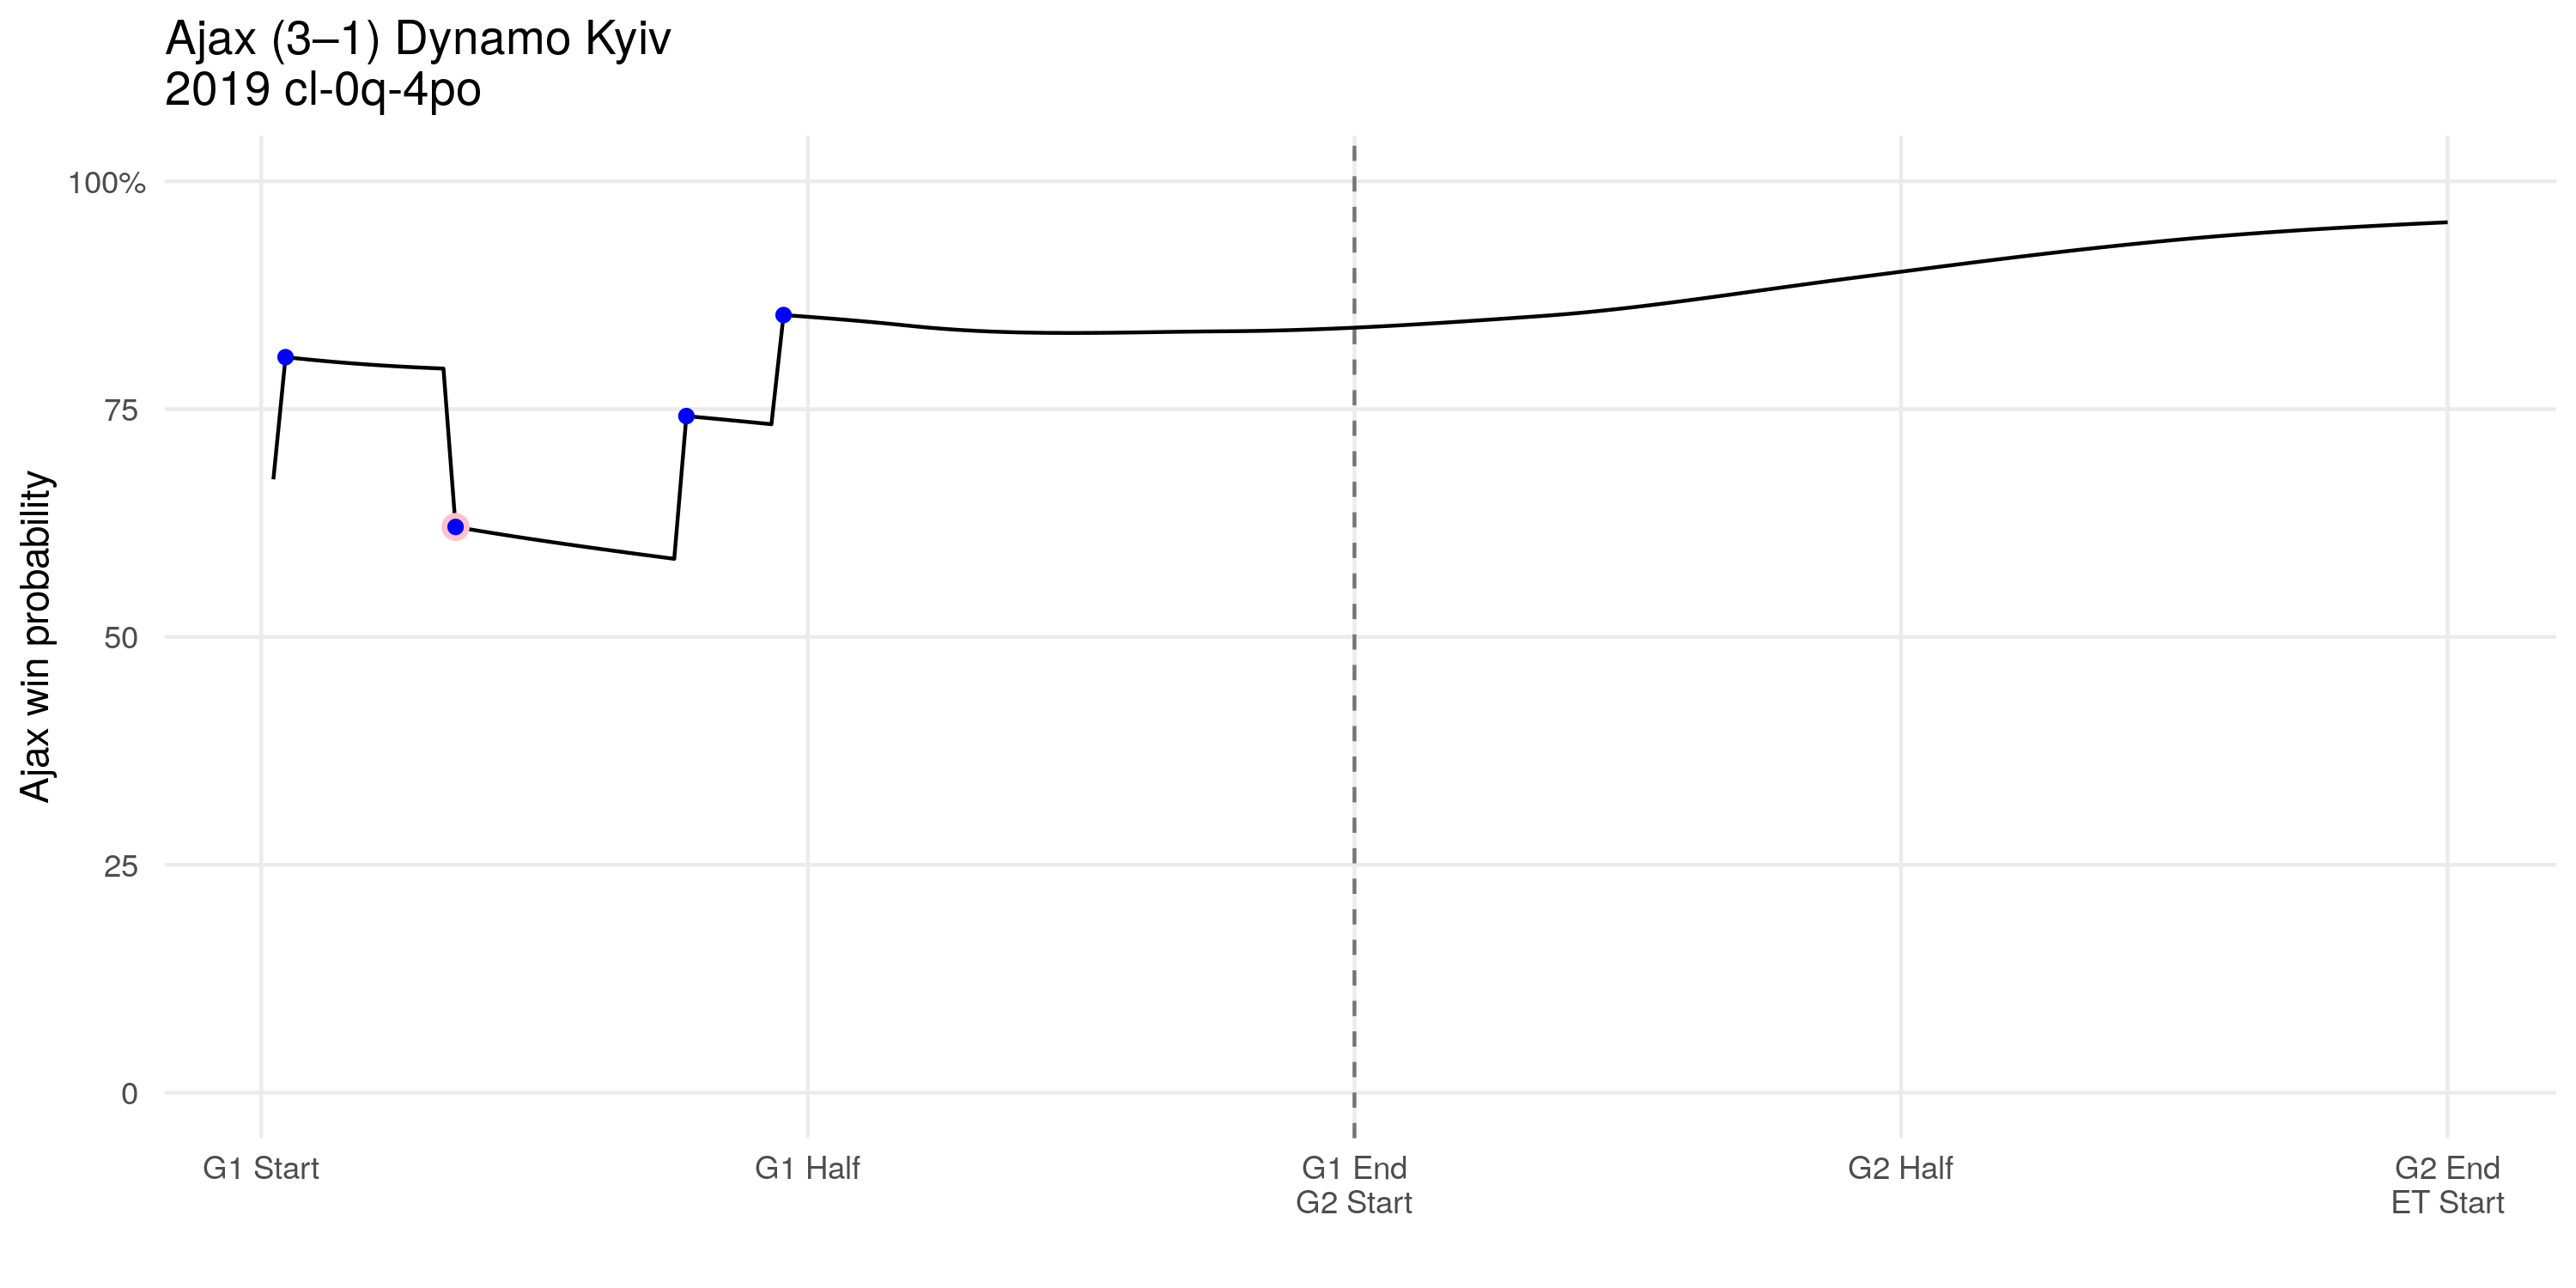 Ajax (3–1) Dynamo Kyiv
2019 cl-0q-4po
Ajax win probability
100%
75
50
25
0
G1 Start
G1 Half
G1 End
G2 Start
G2 Half
G2 End
ET Start